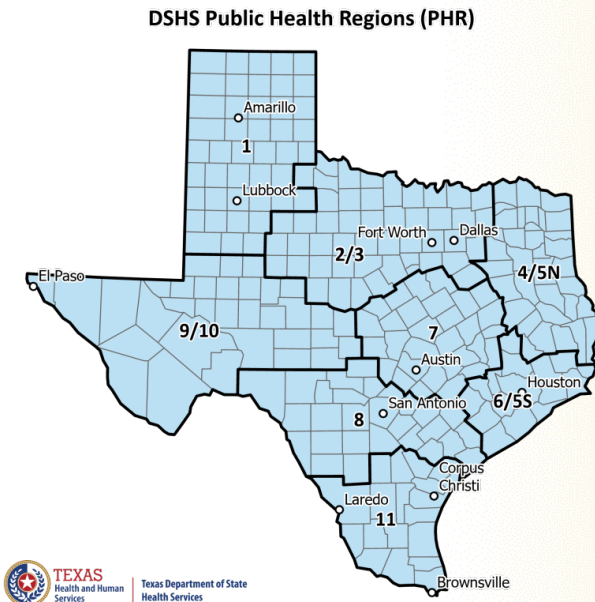 DSHS Public Health Regions (PHR)
Amarillo
1
Lubbock
Fort Worth
Dallas
2/3
4/5N
El Paso
9/10
7
Austin
Houston
6/5S
San Antonio
8
Corpus
Christi
Laredo
11
Brownsville
TEXAS
Health and Human
Services
Texas Department of State
Health Services